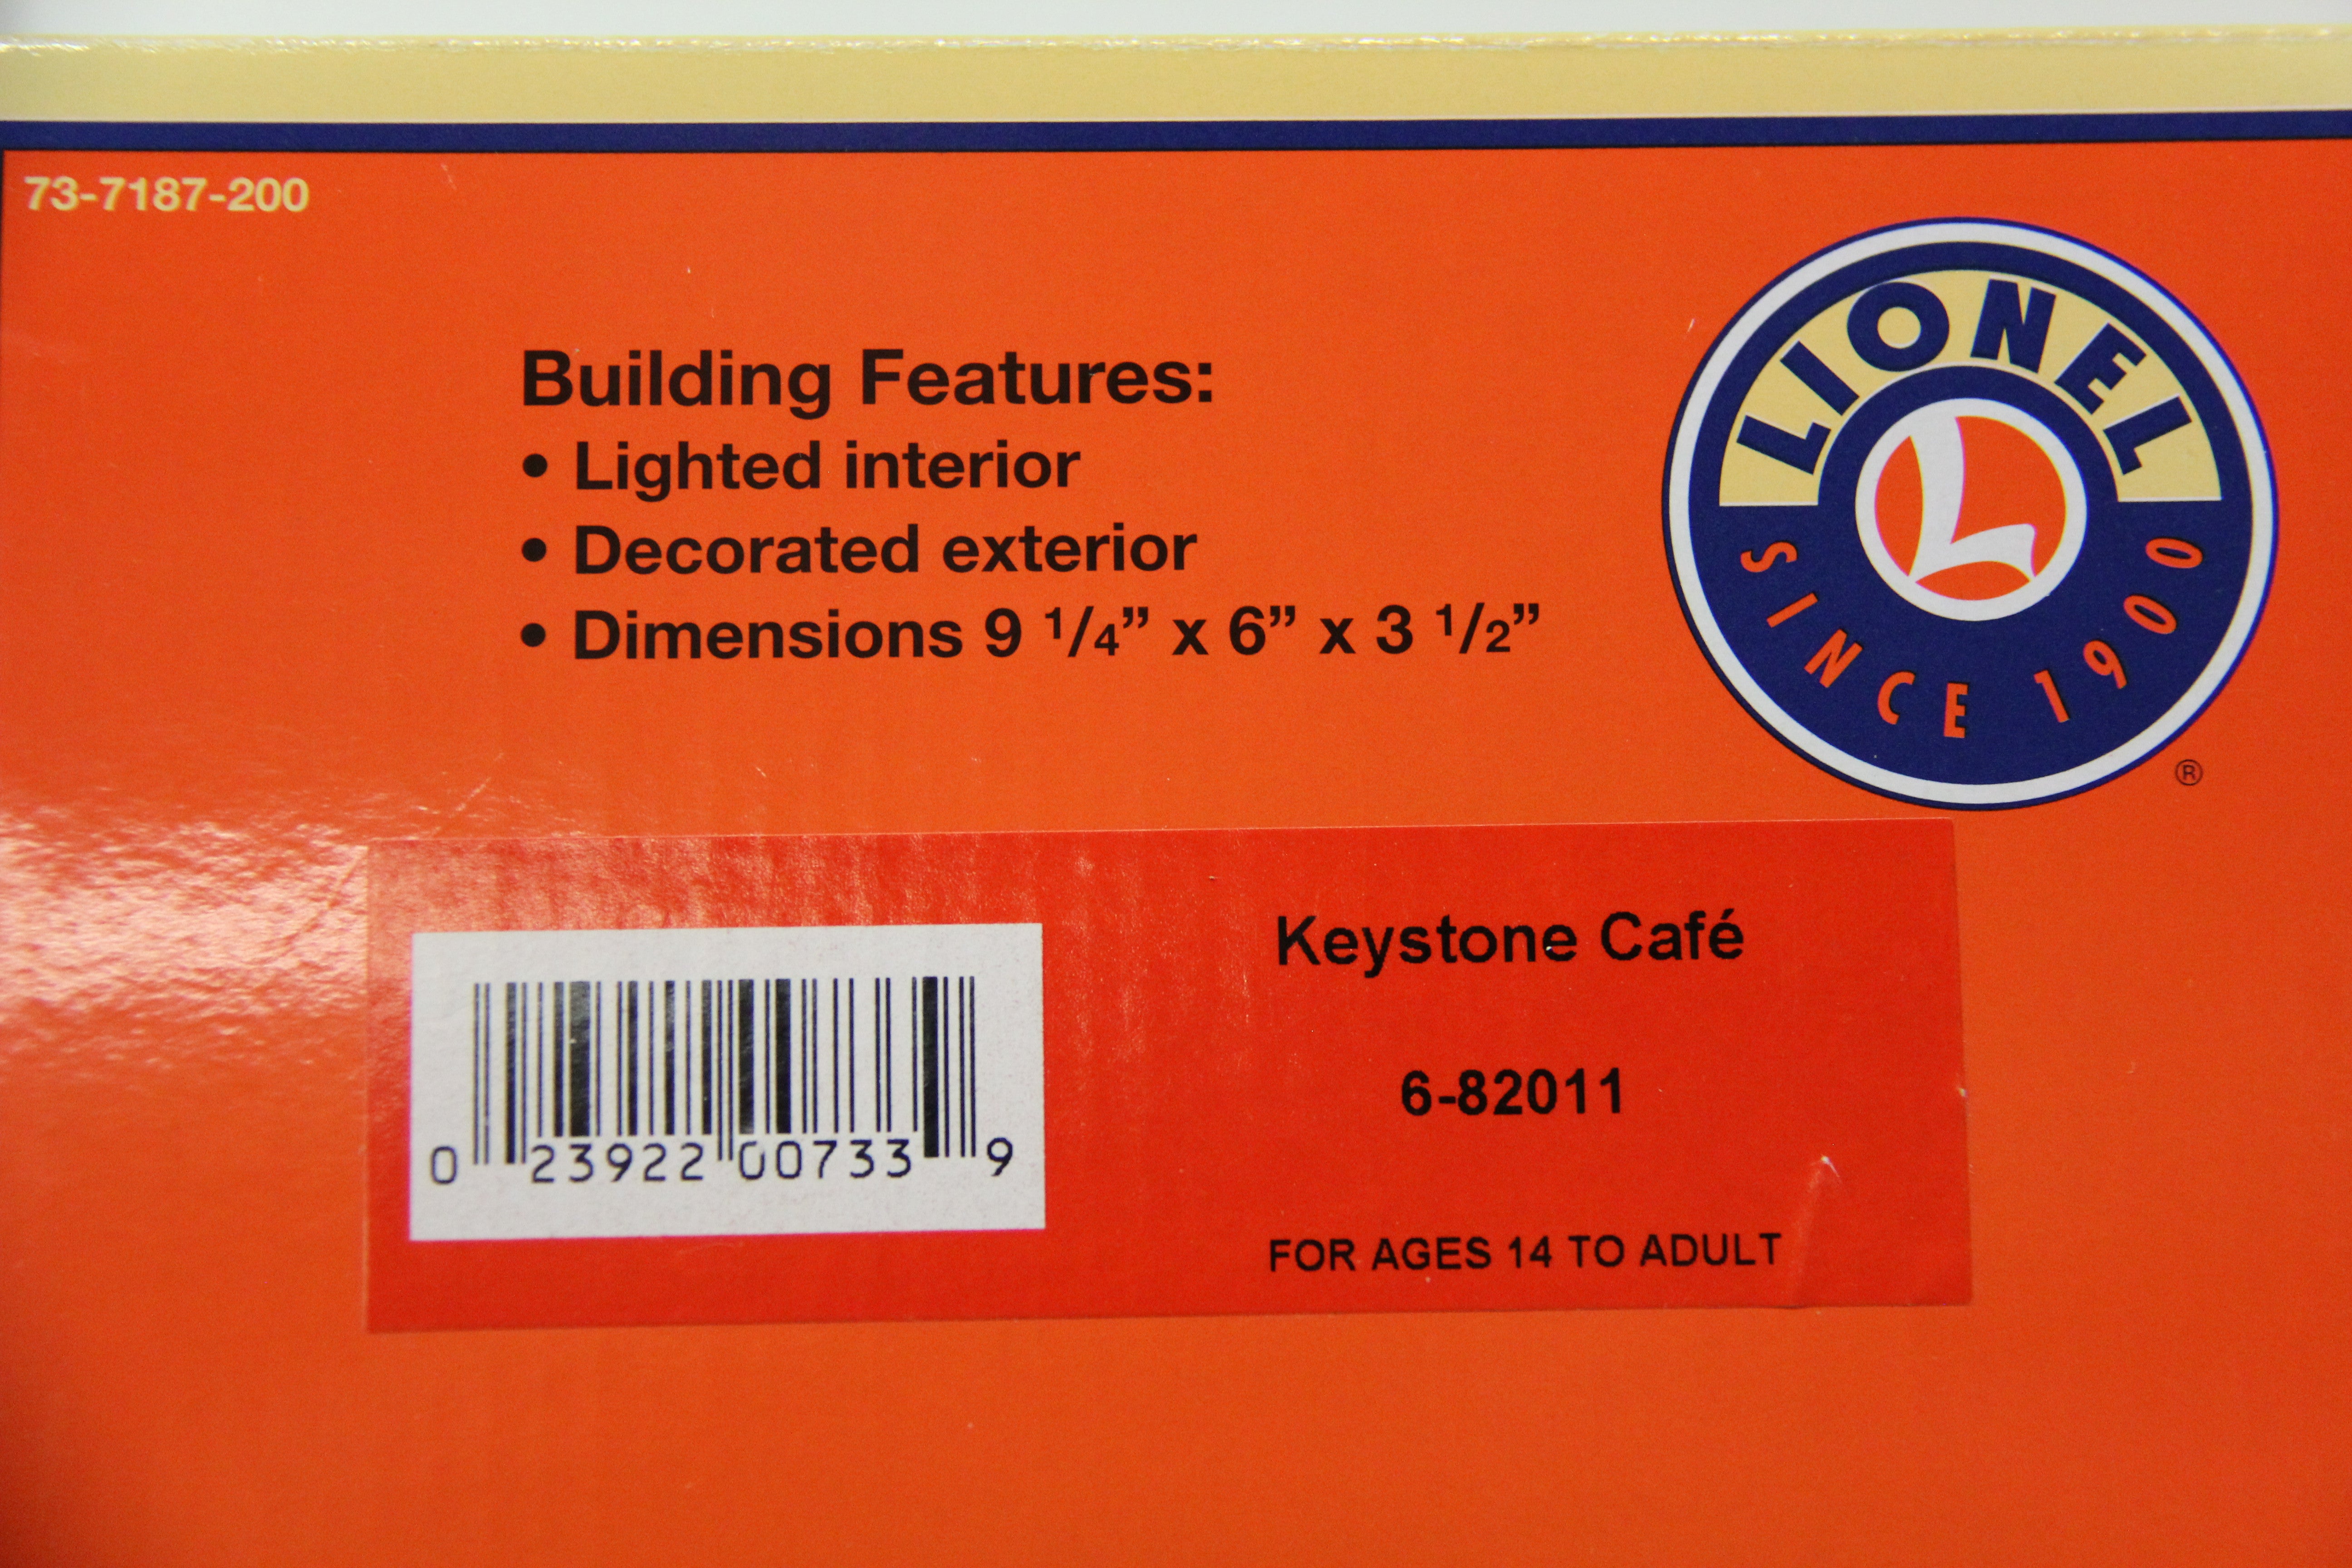 73-7187-200
Building Features:
• Lighted interior
• Decorated exterior
• Dimensions 9 1/4” x 6” x 3 1/2”
LIONEL
L
SINCE 1900
®
Keystone Café
6-82011
FOR AGES 14 TO ADULT
0 23922 00733 9